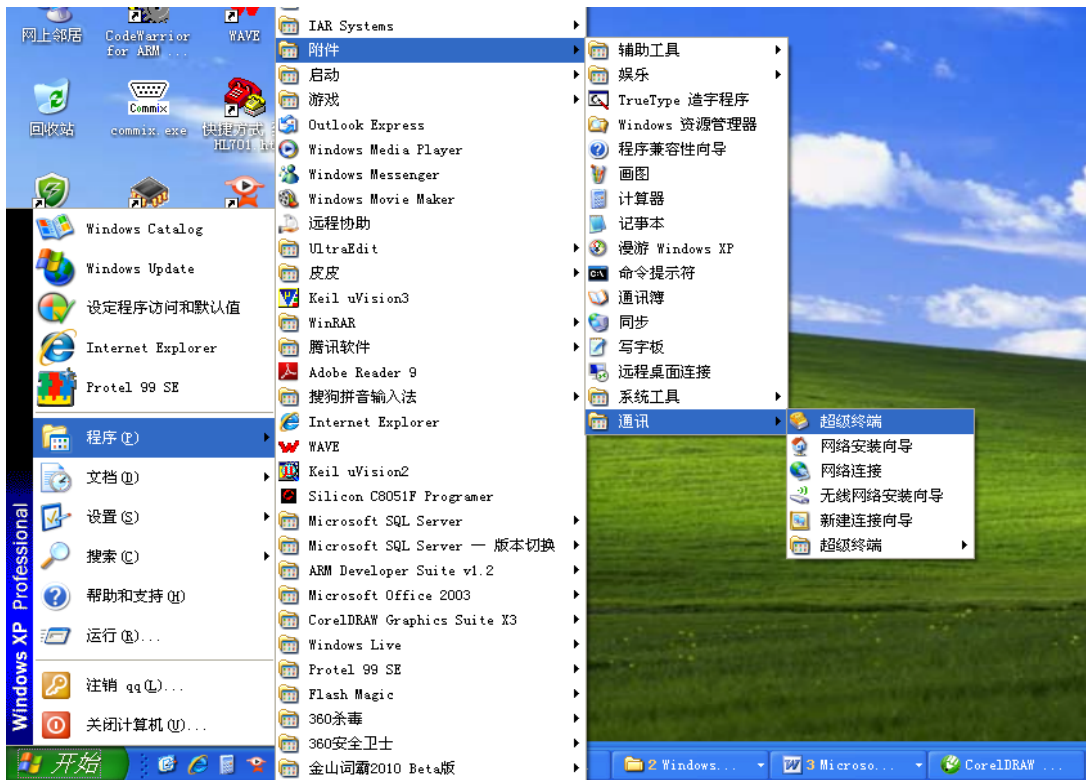 网上邻居
CodeWarrior
for ARM ...
WAVE
回收站
Commix
commix.exe
快捷方式
HL701.ht
Windows Catalog
Windows Update
设定程序访问和默认值
Internet Explorer
Protel 99 SE
程序(P)
文档(D)
设置(S)
搜索(C)
帮助和支持(H)
运行(R)...
注销 qq(L)...
关闭计算机(U)...
Windows XP Professional
IAR Systems
附件
启动
游戏
Outlook Express
Windows Media Player
Windows Messenger
Windows Movie Maker
远程协助
UltraEdit
皮皮
Keil uVision3
WinRAR
腾讯软件
Adobe Reader 9
搜狗拼音输入法
Internet Explorer
WAVE
Keil uVision2
Silicon C8051F Programer
Microsoft SQL Server
Microsoft SQL Server — 版本切换
ARM Developer Suite v1.2
Microsoft Office 2003
CorelDRAW Graphics Suite X3
Windows Live
Protel 99 SE
Flash Magic
360杀毒
360安全卫士
金山词霸2010 Beta版
辅助工具
娱乐
TrueType 造字程序
Windows 资源管理器
程序兼容性向导
画图
计算器
记事本
漫游 Windows XP
命令提示符
通讯簿
同步
写字板
远程桌面连接
系统工具
通讯
超级终端
网络安装向导
网络连接
无线网络安装向导
新建连接向导
超级终端
开始
2 Windows...
3 Microso...
CorelDRAW ...